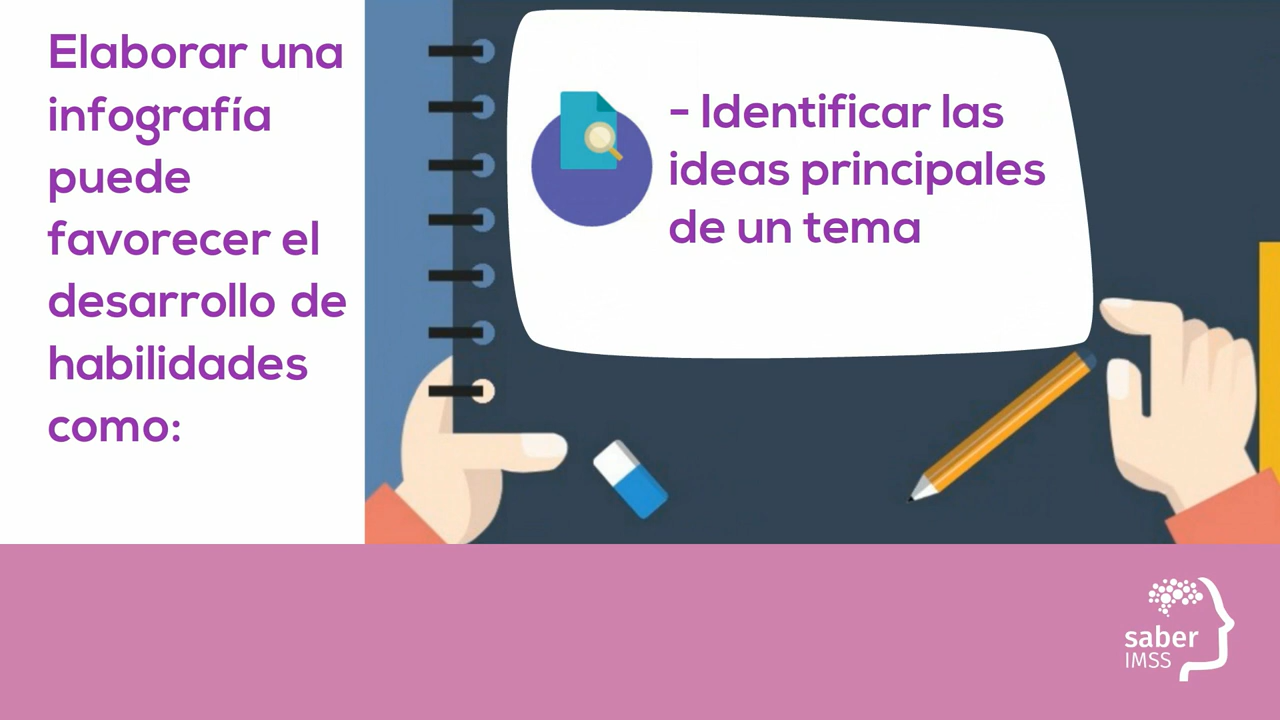 Elaborar una
infografía
puede
favorecer el
desarrollo de
habilidades
como:
- Identificar las
ideas principales
de un tema
saber
IMSS